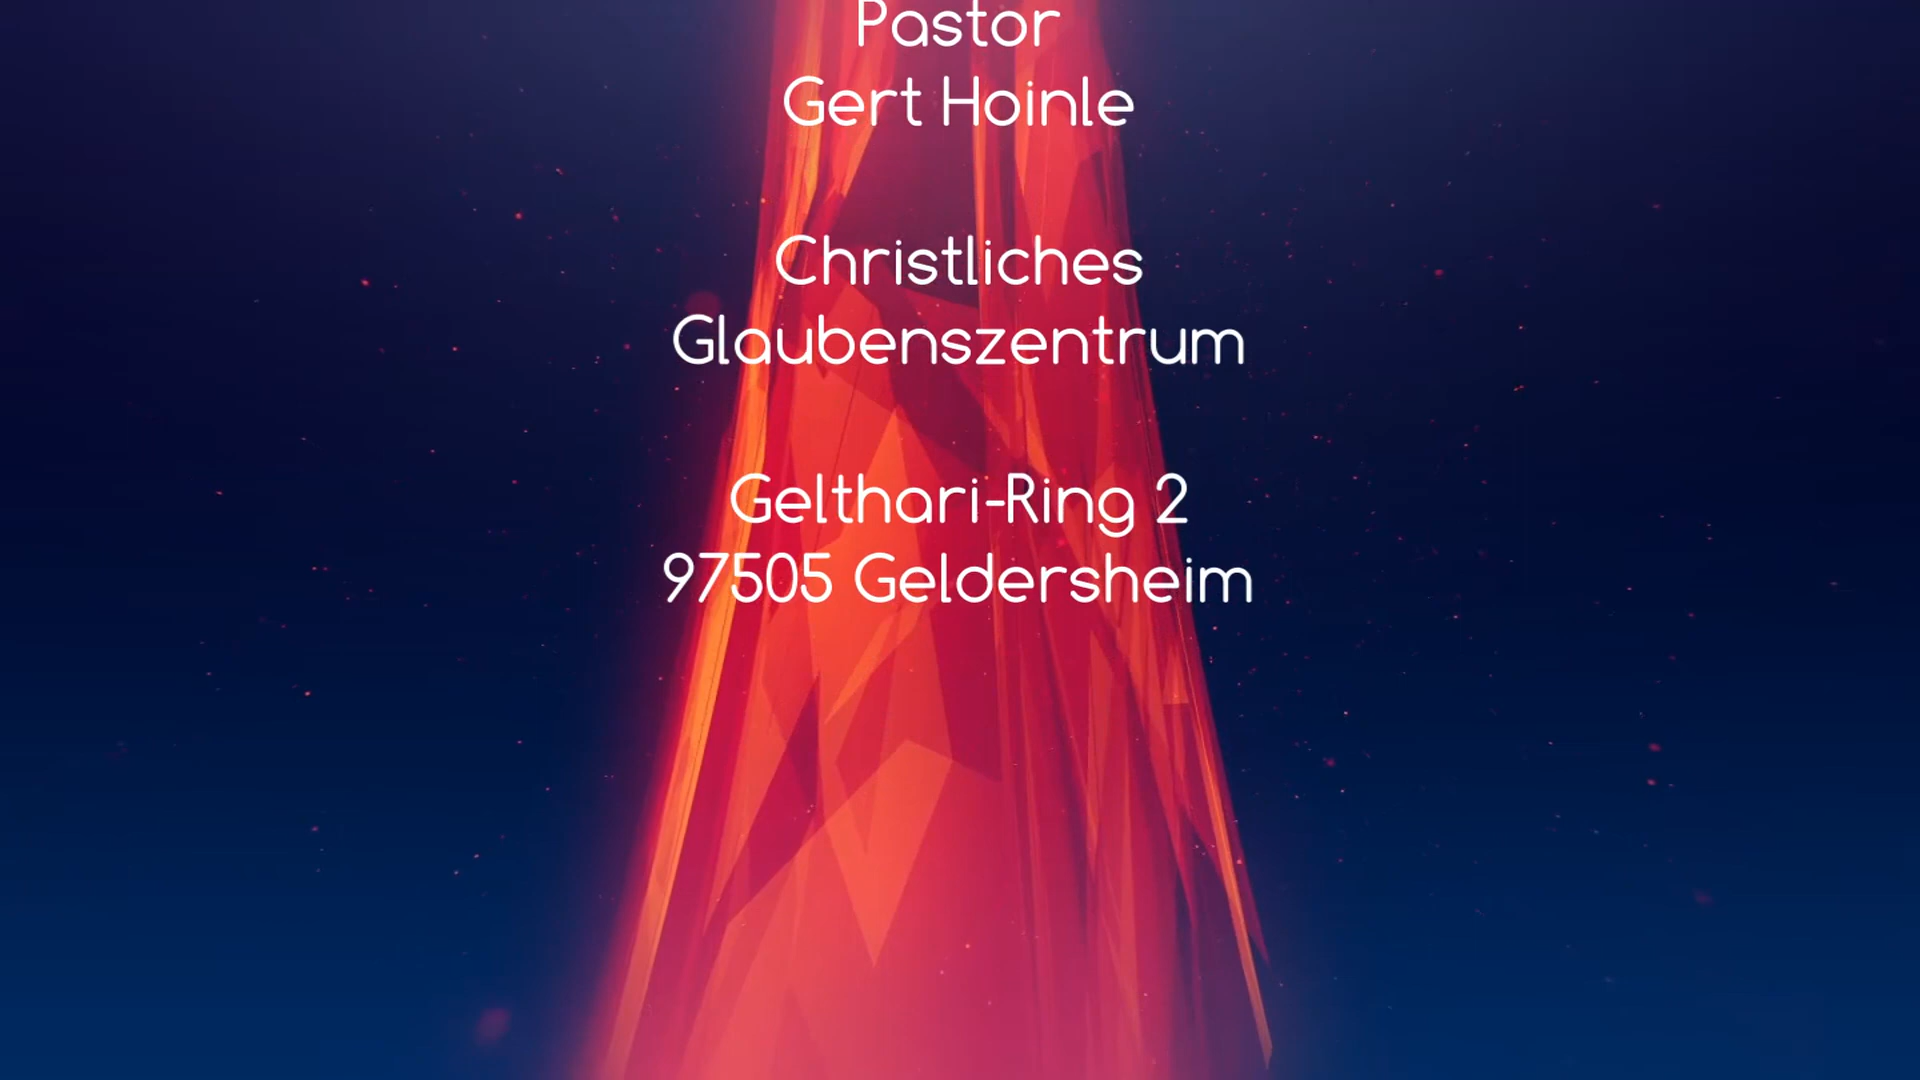 Pastor
Gert Hoinle
Christliches
Glaubenszentrum
Gelthari-Ring 2
97505 Geldersheim